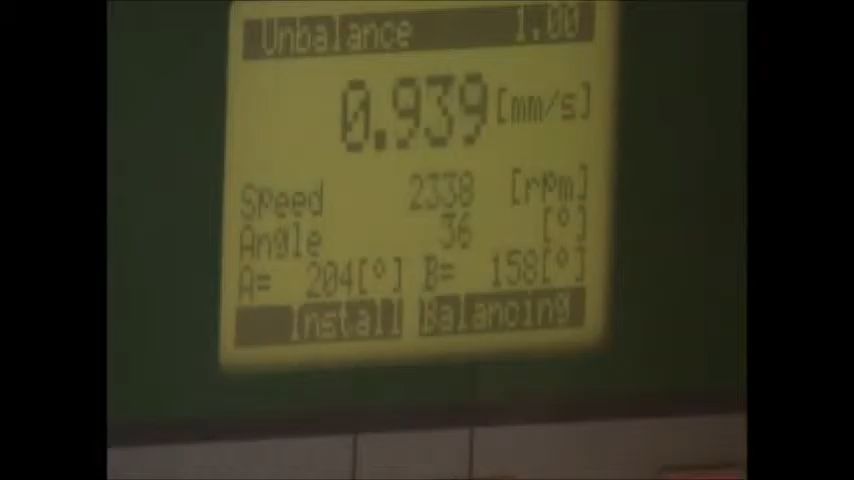 Unbalance 1.00
0.939 [mm/s]
Speed 2338 [rpm]
Angle 36 [°]
A= 204[°] B= 158[°]
Install Balancing